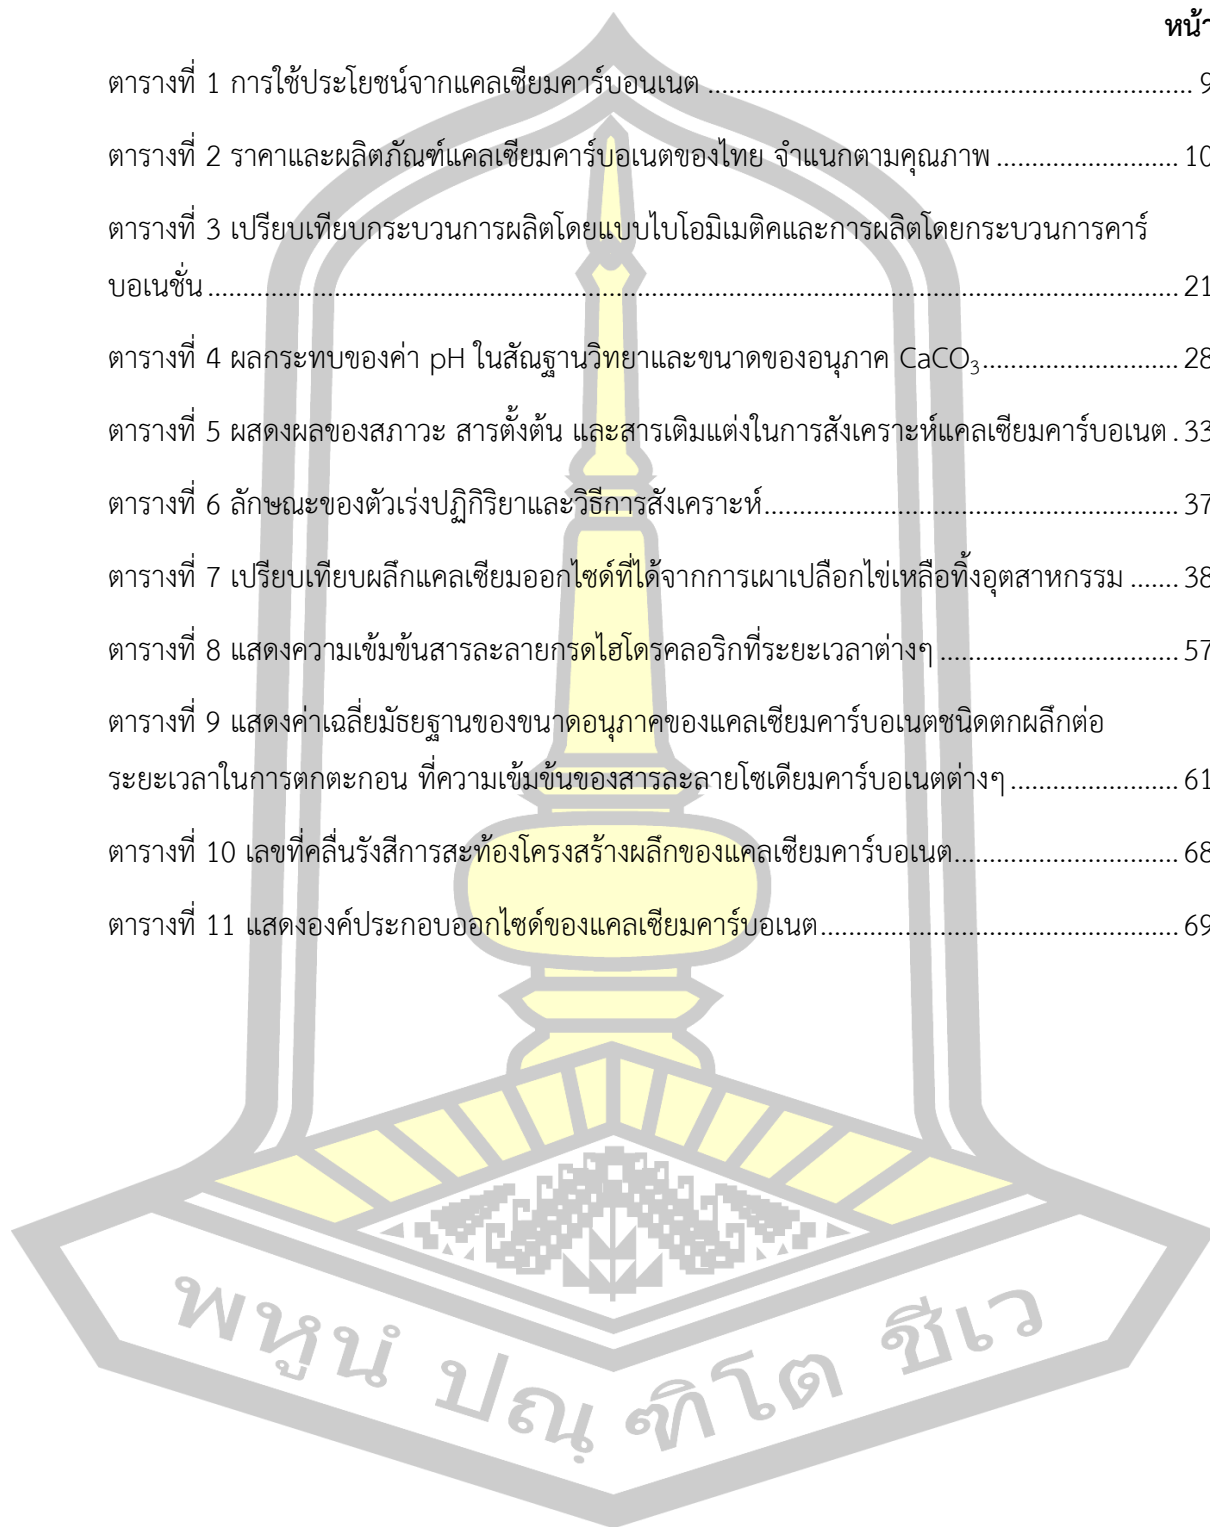 หน้า
ตารางที่ 1 การใช้ประโยชน์จากแคลเซียมคาร์บอนเนต ..................................................................... 9
ตารางที่ 2 ราคาและผลิตภัณฑ์แคลเซียมคาร์บอเนตของไทย จำแนกตามคุณภาพ .......................... 10
ตารางที่ 3 เปรียบเทียบกระบวนการผลิตโดยแบบไบโอมิเมติคและการผลิตโดยกระบวนการคาร์
บอเนชั่น ........................................................................................................................................ 21
ตารางที่ 4 ผลกระทบของค่า pH ในสัณฐานวิทยาและขนาดของอนุภาค CaCO₃............................ 28
ตารางที่ 5 ผสดงผลของสภาวะ สารตั้งต้น และสารเติมแต่งในการสังเคราะห์แคลเซียมคาร์บอเนต . 33
ตารางที่ 6 ลักษณะของตัวเร่งปฏิกิริยาและวิธีการสังเคราะห์........................................................... 37
ตารางที่ 7 เปรียบเทียบผลึกแคลเซียมออกไซด์ที่ได้จากการเผาเปลือกไข่เหลือทิ้งอุตสาหกรรม ....... 38
ตารางที่ 8 แสดงความเข้มข้นสารละลายกรดไฮโดรคลอริกที่ระยะเวลาต่างๆ .................................. 57
ตารางที่ 9 แสดงค่าเฉลี่ยมัธยฐานของขนาดอนุภาคของแคลเซียมคาร์บอเนตชนิดตกผลึกต่อ
ระยะเวลาในการตกตะกอน ที่ความเข้มข้นของสารละลายโซเดียมคาร์บอเนตต่างๆ ........................ 61
ตารางที่ 10 เลขที่คลื่นรังสีการสะท้องโครงสร้างผลึกของแคลเซียมคาร์บอเนต................................ 68
ตารางที่ 11 แสดงองค์ประกอบออกไซด์ของแคลเซียมคาร์บอเนต................................................... 69
พหูนํ ปณฺฑิโต ชีเว